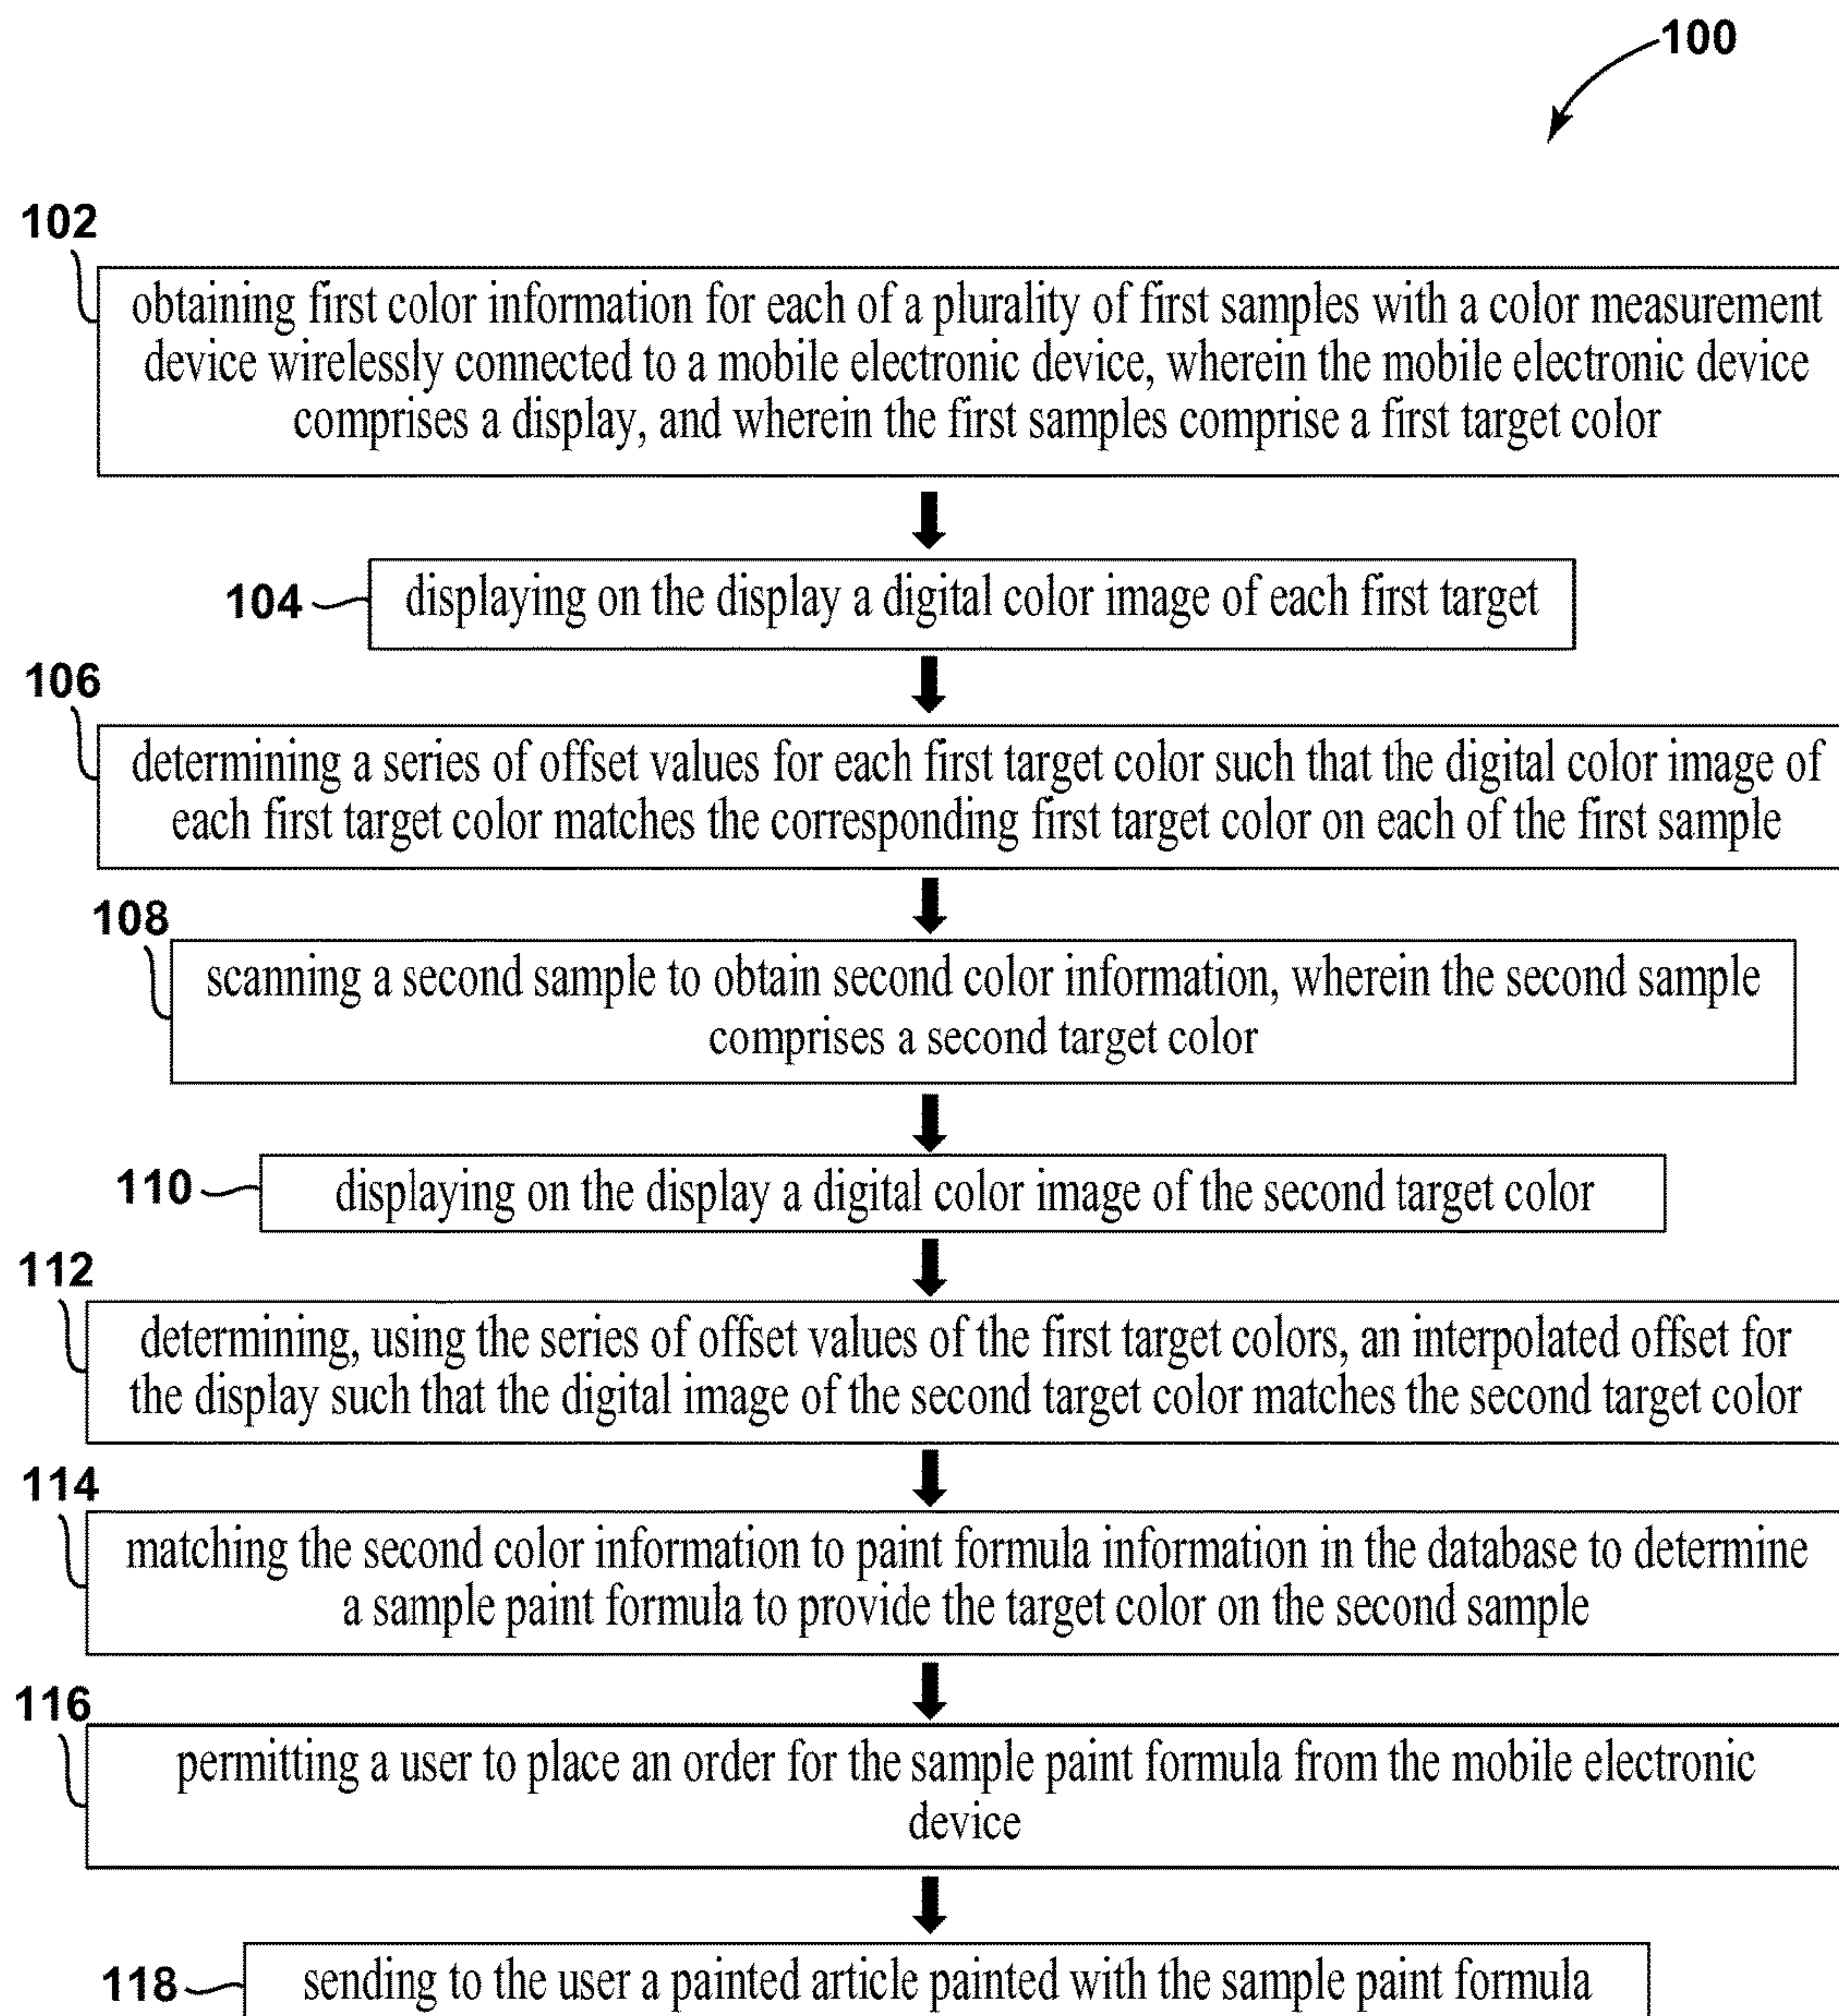 100
102
obtaining first color information for each of a plurality of first samples with a color measurement
device wirelessly connected to a mobile electronic device, wherein the mobile electronic device
comprises a display, and wherein the first samples comprise a first target color
104
displaying on the display a digital color image of each first target
106
determining a series of offset values for each first target color such that the digital color image of
each first target color matches the corresponding first target color on each of the first sample
108
scanning a second sample to obtain second color information, wherein the second sample
comprises a second target color
110
displaying on the display a digital color image of the second target color
112
determining, using the series of offset values of the first target colors, an interpolated offset for
the display such that the digital image of the second target color matches the second target color
114
matching the second color information to paint formula information in the database to determine
a sample paint formula to provide the target color on the second sample
116
permitting a user to place an order for the sample paint formula from the mobile electronic
device
118
sending to the user a painted article painted with the sample paint formula